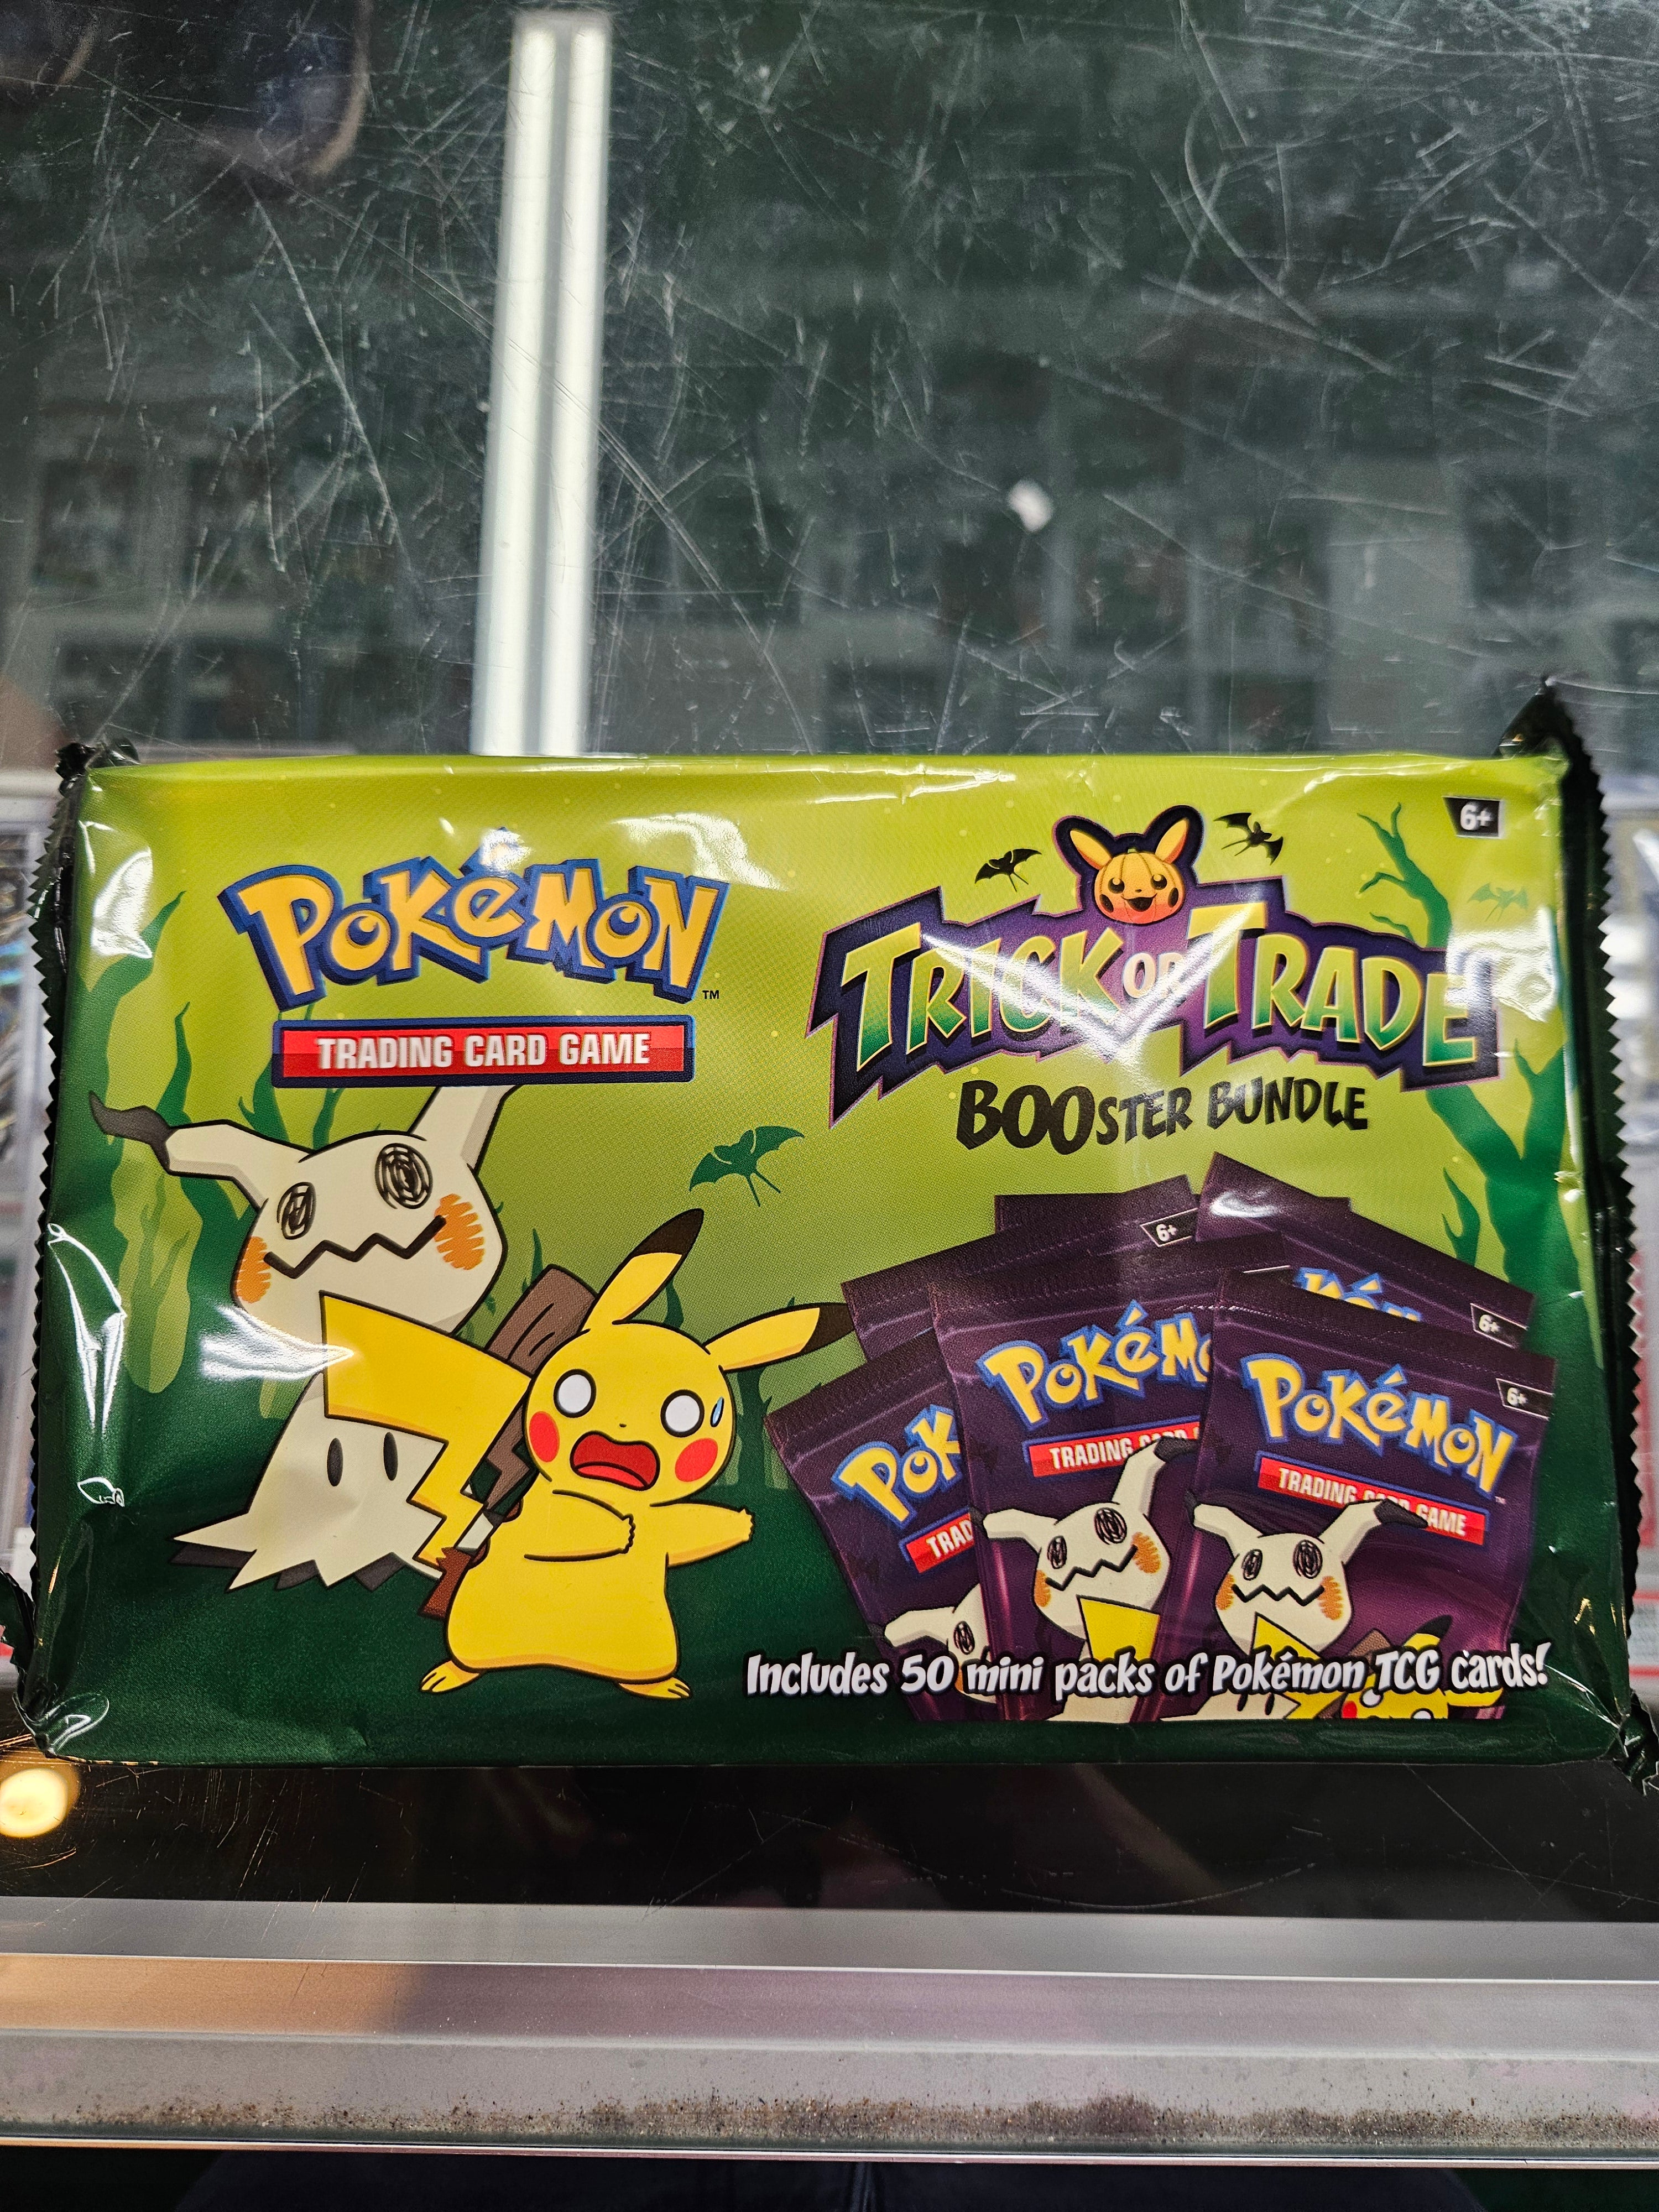 6+
Pokémon
TM
TRADING CARD GAME
TRICK OR TRADE
BOOSTER BUNDLE
6+
6+
6+
Pokémon
TRADING CARD GAME
Includes 50 mini packs of Pokémon TCG cards!